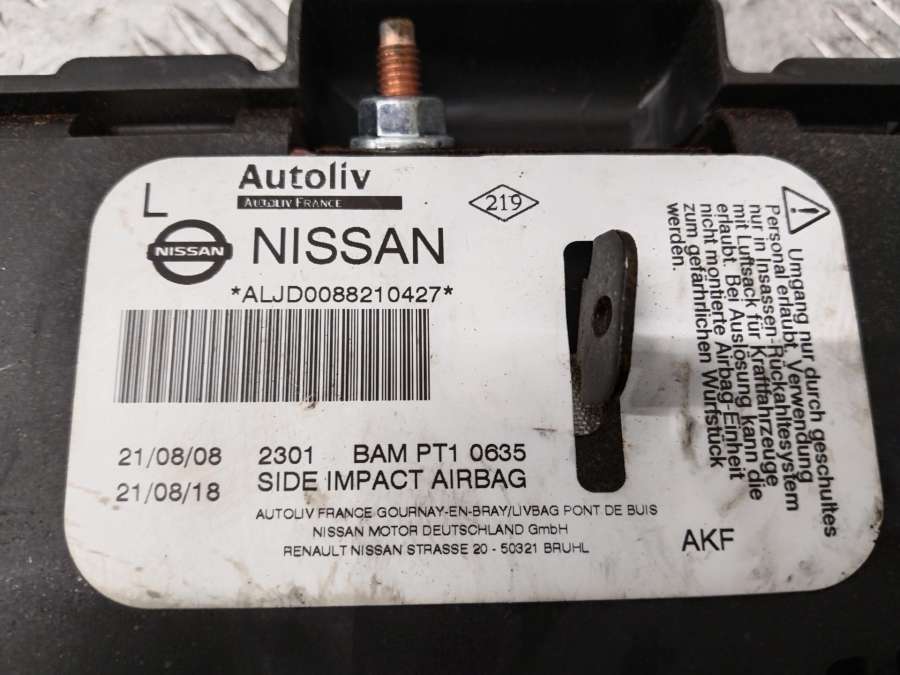 L
Autoliv
AUTOLIV FRANCE
219
NISSAN
NISSAN
*ALJD0088210427*
21/08/08 2301 BAM PT1 0635
21/08/18 SIDE IMPACT AIRBAG
AUTOLIV FRANCE GOURNAY-EN-BRAY/LIVBAG PONT DE BUIS
NISSAN MOTOR DEUTSCHLAND GmbH
RENAULT NISSAN STRASSE 20 - 50321 BRUHL
AKF
Umgang nur durch geschultes
Personal erlaubt. Verwendung
nur in Insassen-Rückhaltesystem
mit Luftsack für Kraftfahrzeuge
erlaubt. Bei Auslösung kann die
nicht montierte Airbag-Einheit
zum gefährlichen Wurfstück
werden.